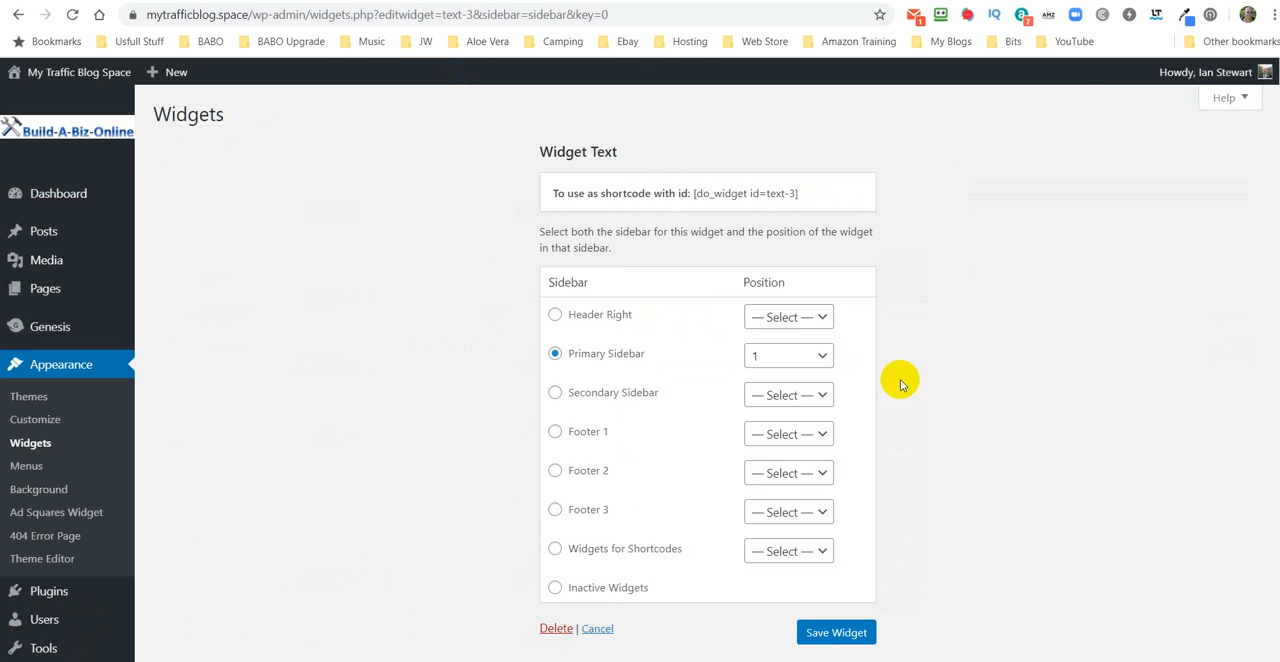 mytrafficblog.space/wp-admin/widgets.php?editwidget=text-3&sidebar=sidebar&key=0
1
IQ
7
AMZ
LT
Bookmarks
Usfull Stuff
BABO
BABO Upgrade
Music
JW
Aloe Vera
Camping
Ebay
Hosting
Web Store
Amazon Training
My Blogs
Bits
YouTube
Other bookmarks
My Traffic Blog Space
New
Howdy, Ian Stewart
Help
Build-A-Biz-Online
Dashboard
Posts
Media
Pages
Genesis
Appearance
Themes
Customize
Widgets
Menus
Background
Ad Squares Widget
404 Error Page
Theme Editor
Plugins
Users
Tools
Widgets
Widget Text
To use as shortcode with id: [do_widget id=text-3]
Select both the sidebar for this widget and the position of the widget
in that sidebar.
Sidebar Position
Header Right — Select —
Primary Sidebar 1
Secondary Sidebar — Select —
Footer 1 — Select —
Footer 2 — Select —
Footer 3 — Select —
Widgets for Shortcodes — Select —
Inactive Widgets
Delete | Cancel
Save Widget